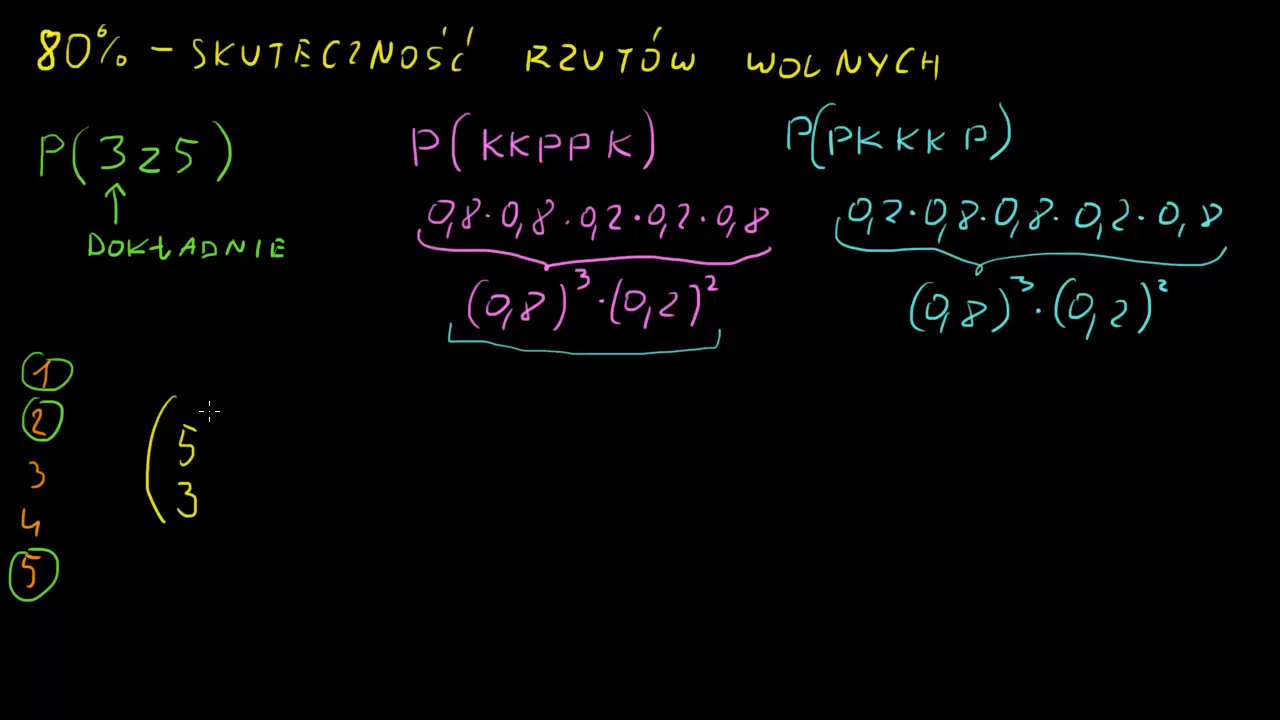 80% - SKUTECZNOŚĆ RZUTÓW WOLNYCH
P(3 z 5)
DOKŁADNIE
P(KKPPK)
0,8·0,8·0,2·0,2·0,8
(0,8)³·(0,2)²
P(PKKKP)
0,2·0,8·0,8·0,2·0,8
(0,8)³·(0,2)²
1
2
3
4
5
(5
3